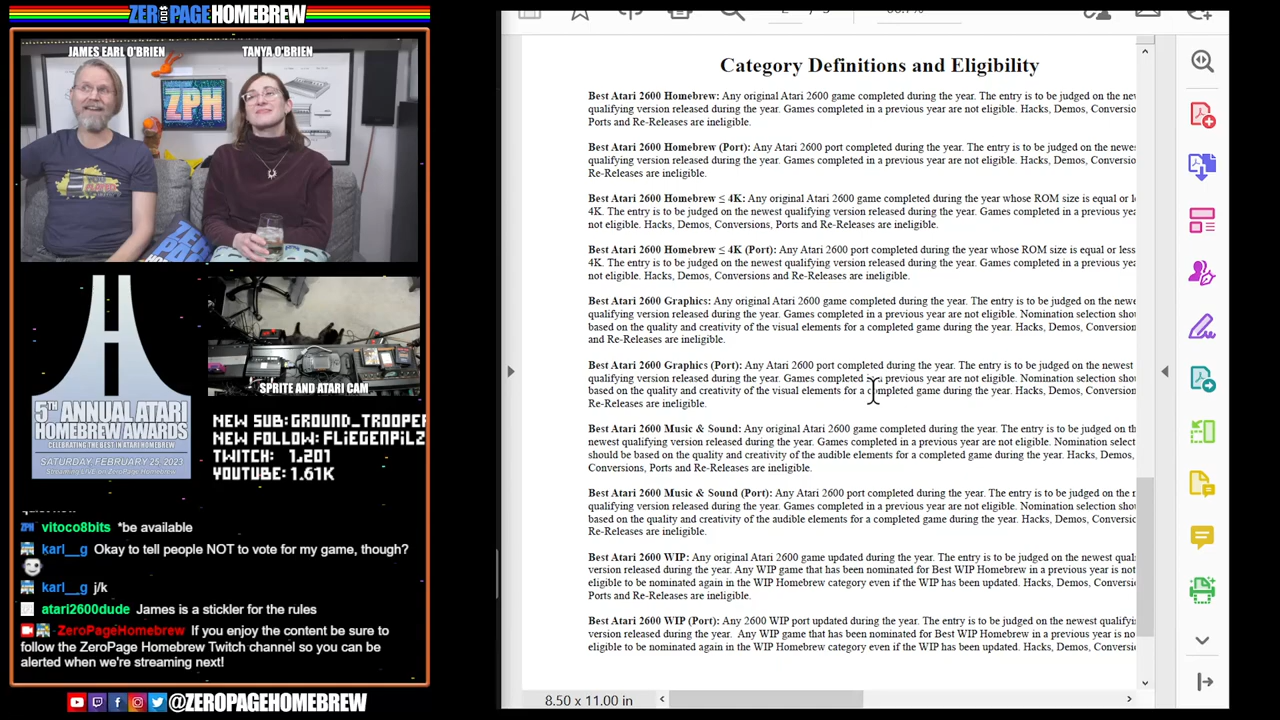 ZEROPAGEHOMEBREW
JAMES EARL O'BRIEN
TANYA O'BRIEN
ZPH
SPRITE AND ATARI CAM
5TH ANNUAL ATARI
HOMEBREW AWARDS
CELEBRATING THE BEST IN ATARI HOMEBREW
SATURDAY, FEBRUARY 25, 2023
Streaming LIVE on ZeroPage Homebrew
NEW SUB:GROUND_TROOPER
NEW FOLLOW:FLIEGENPILZ
TWITCH: 1,201
YOUTUBE: 1.61K
vitoco8bits *be available
karl__g Okay to tell people NOT to vote for my game, though?
karl__g j/k
atari2600dude James is a stickler for the rules
ZeroPageHomebrew If you enjoy the content be sure to
follow the ZeroPage Homebrew Twitch channel so you can be
alerted when we're streaming next!
@ZEROPAGEHOMEBREW
Category Definitions and Eligibility
Best Atari 2600 Homebrew: Any original Atari 2600 game completed during the year. The entry is to be judged on the newe
qualifying version released during the year. Games completed in a previous year are not eligible. Hacks, Demos, Conversions
Ports and Re-Releases are ineligible.
Best Atari 2600 Homebrew (Port): Any Atari 2600 port completed during the year. The entry is to be judged on the newes
qualifying version released during the year. Games completed in a previous year are not eligible. Hacks, Demos, Conversions
Re-Releases are ineligible.
Best Atari 2600 Homebrew ≤ 4K: Any original Atari 2600 game completed during the year whose ROM size is equal or le
4K. The entry is to be judged on the newest qualifying version released during the year. Games completed in a previous yea
not eligible. Hacks, Demos, Conversions, Ports and Re-Releases are ineligible.
Best Atari 2600 Homebrew ≤ 4K (Port): Any Atari 2600 port completed during the year whose ROM size is equal or less
4K. The entry is to be judged on the newest qualifying version released during the year. Games completed in a previous yea
not eligible. Hacks, Demos, Conversions and Re-Releases are ineligible.
Best Atari 2600 Graphics: Any original Atari 2600 game completed during the year. The entry is to be judged on the newe
qualifying version released during the year. Games completed in a previous year are not eligible. Nomination selection shou
based on the quality and creativity of the visual elements for a completed game during the year. Hacks, Demos, Conversion
and Re-Releases are ineligible.
Best Atari 2600 Graphics (Port): Any Atari 2600 port completed during the year. The entry is to be judged on the newest
qualifying version released during the year. Games completed in a previous year are not eligible. Nomination selection shou
based on the quality and creativity of the visual elements for a completed game during the year. Hacks, Demos, Conversion
Re-Releases are ineligible.
Best Atari 2600 Music & Sound: Any original Atari 2600 game completed during the year. The entry is to be judged on th
newest qualifying version released during the year. Games completed in a previous year are not eligible. Nomination select
should be based on the quality and creativity of the audible elements for a completed game during the year. Hacks, Demos,
Conversions, Ports and Re-Releases are ineligible.
Best Atari 2600 Music & Sound (Port): Any Atari 2600 port completed during the year. The entry is to be judged on the n
qualifying version released during the year. Games completed in a previous year are not eligible. Nomination selection shou
based on the quality and creativity of the audible elements for a completed game during the year. Hacks, Demos, Conversion
Re-Releases are ineligible.
Best Atari 2600 WIP: Any original Atari 2600 game updated during the year. The entry is to be judged on the newest quali
version released during the year. Any WIP game that has been nominated for Best WIP Homebrew in a previous year is not
eligible to be nominated again in the WIP Homebrew category even if the WIP has been updated. Hacks, Demos, Conversi
Ports and Re-Releases are ineligible.
Best Atari 2600 WIP (Port): Any 2600 WIP port updated during the year. The entry is to be judged on the newest qualifyi
version released during the year. Any WIP game that has been nominated for Best WIP Homebrew in a previous year is no
eligible to be nominated again in the WIP Homebrew category even if the WIP has been updated. Hacks, Demos, Conversi
8.50 x 11.00 in